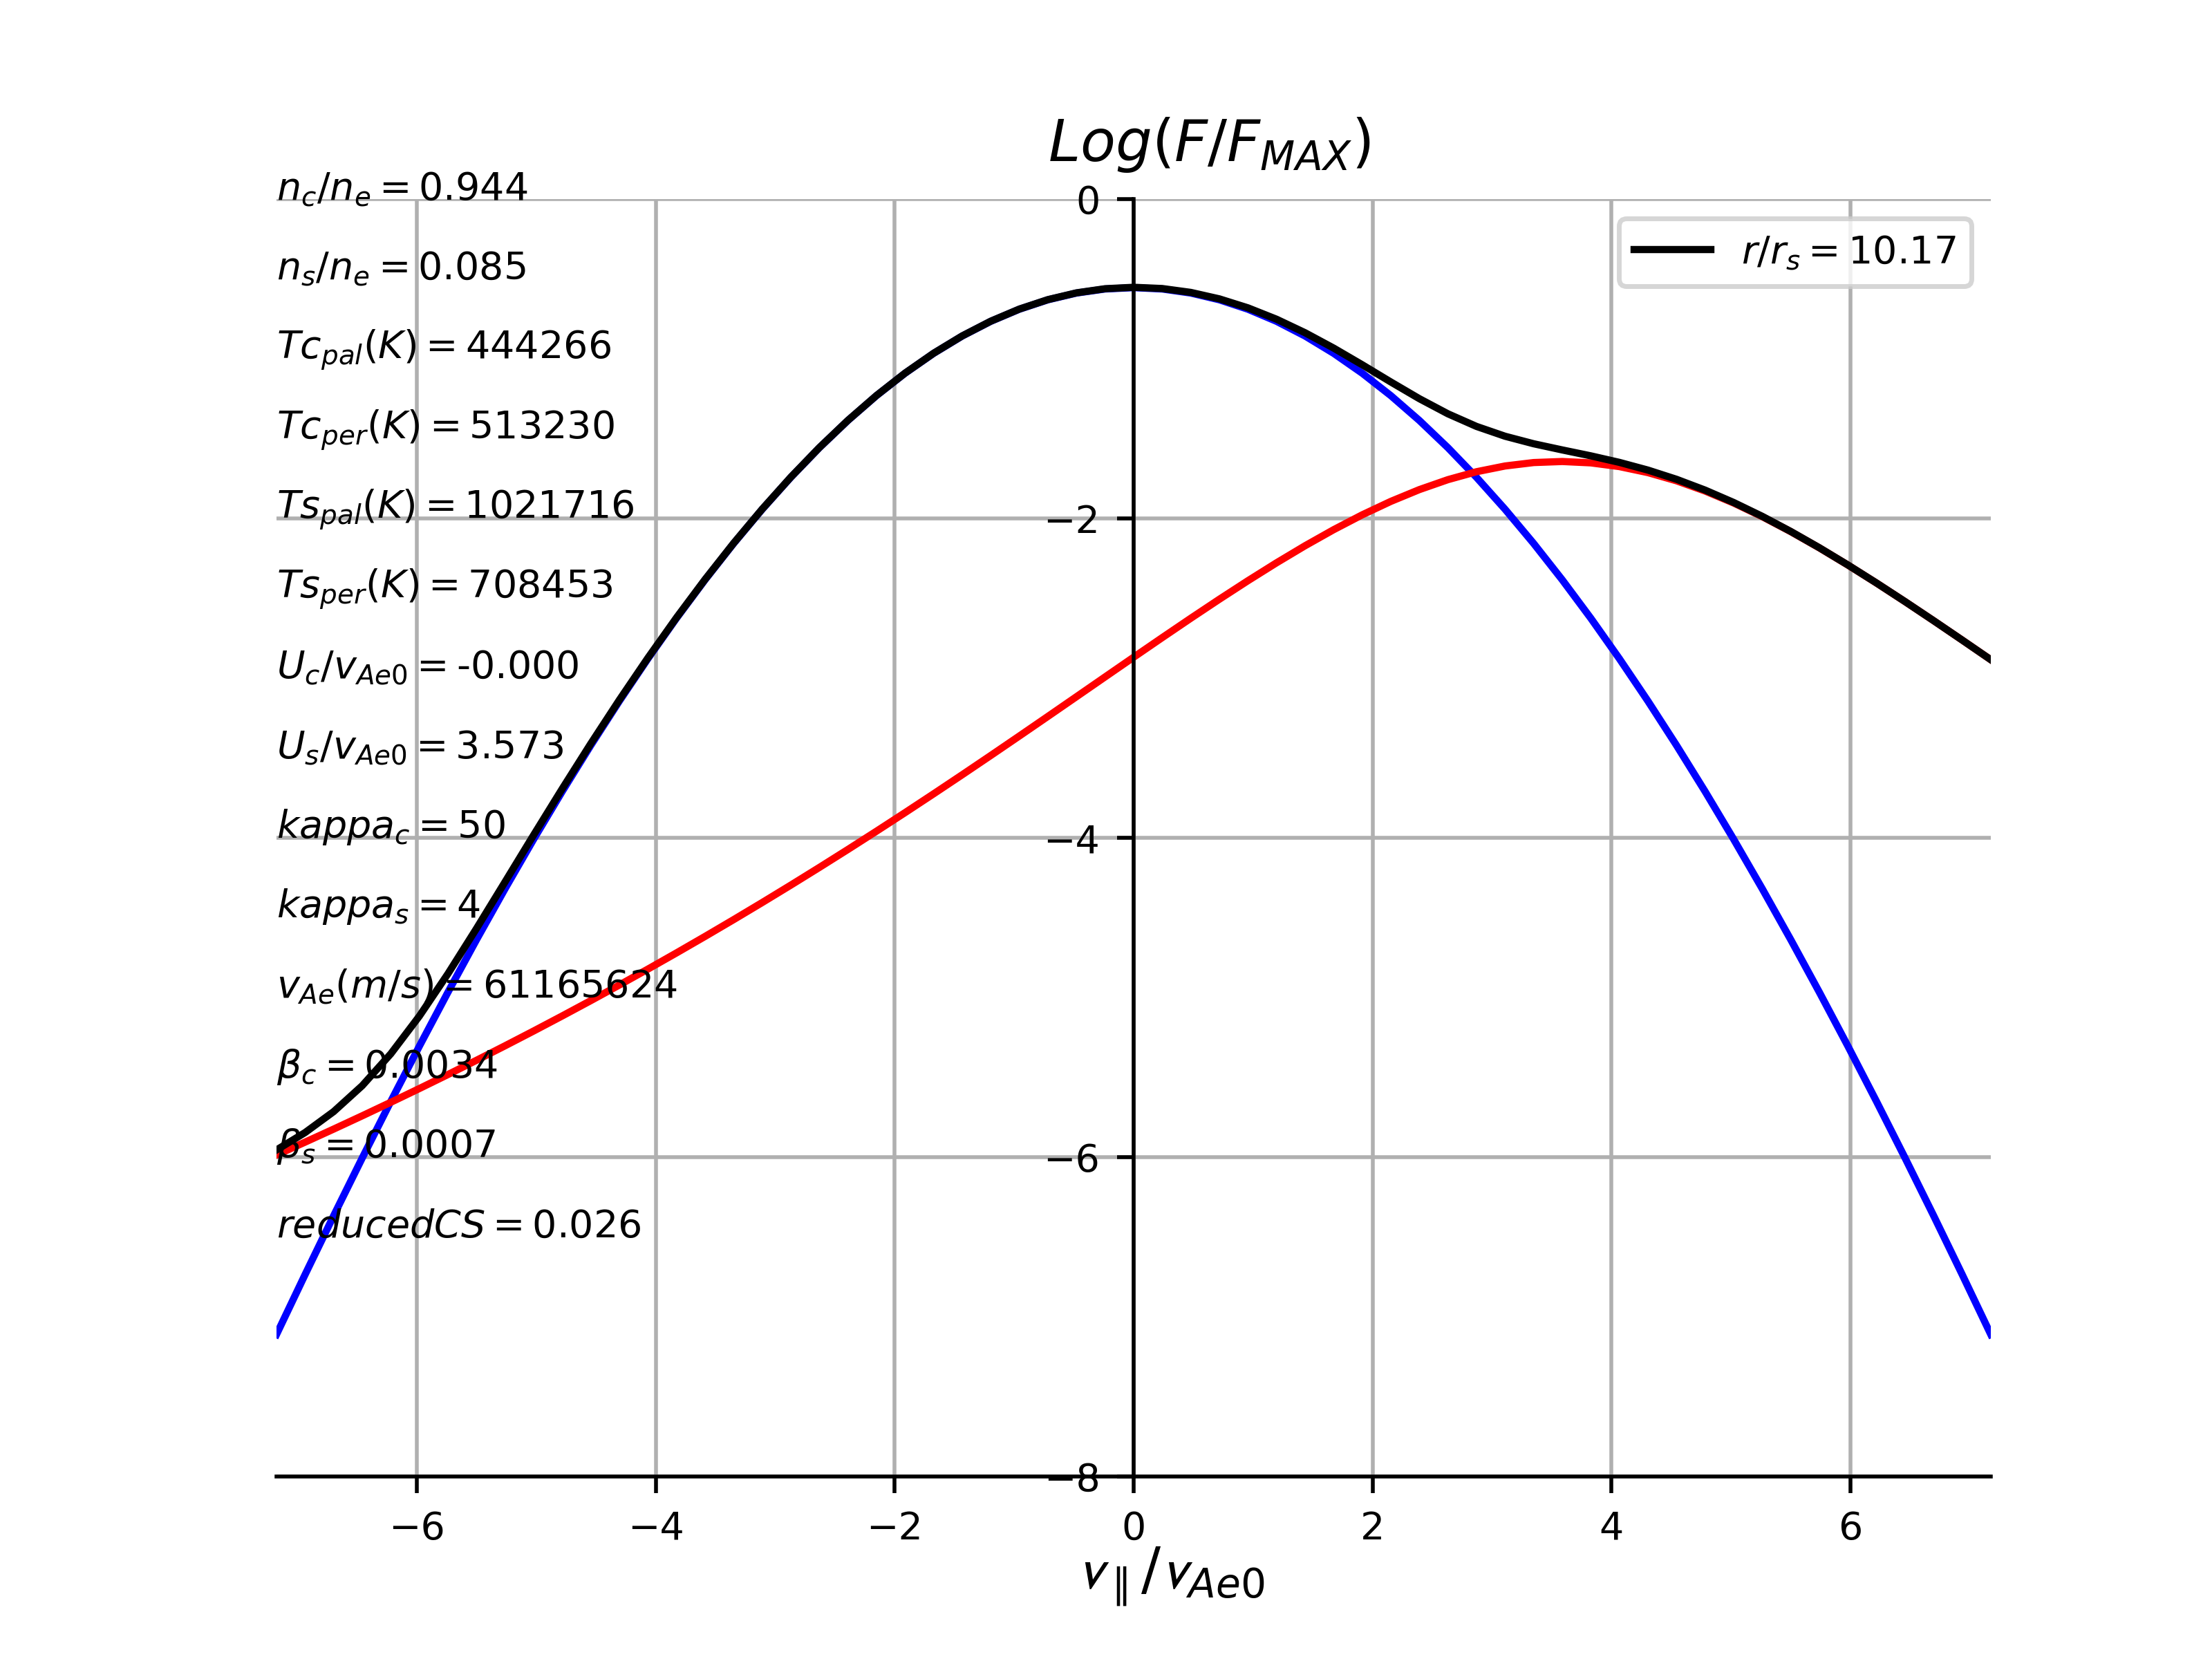 Log(F/F_MAX)
n_c/n_e = 0.944
n_s/n_e = 0.085
Tc_pal(K) = 444266
Tc_per(K) = 513230
Ts_pal(K) = 1021716
Ts_per(K) = 708453
U_c/v_Ae0 = -0.000
U_s/v_Ae0 = 3.573
kappa_c = 50
kappa_s = 4
v_Ae(m/s) = 61165624
β_c = 0.0034
β_s = 0.0007
reducedCS = 0.026
r/r_s = 10.17
0
−2
−4
−6
−8
−6 −4 −2 0 2 4 6
v_∥/v_Ae0